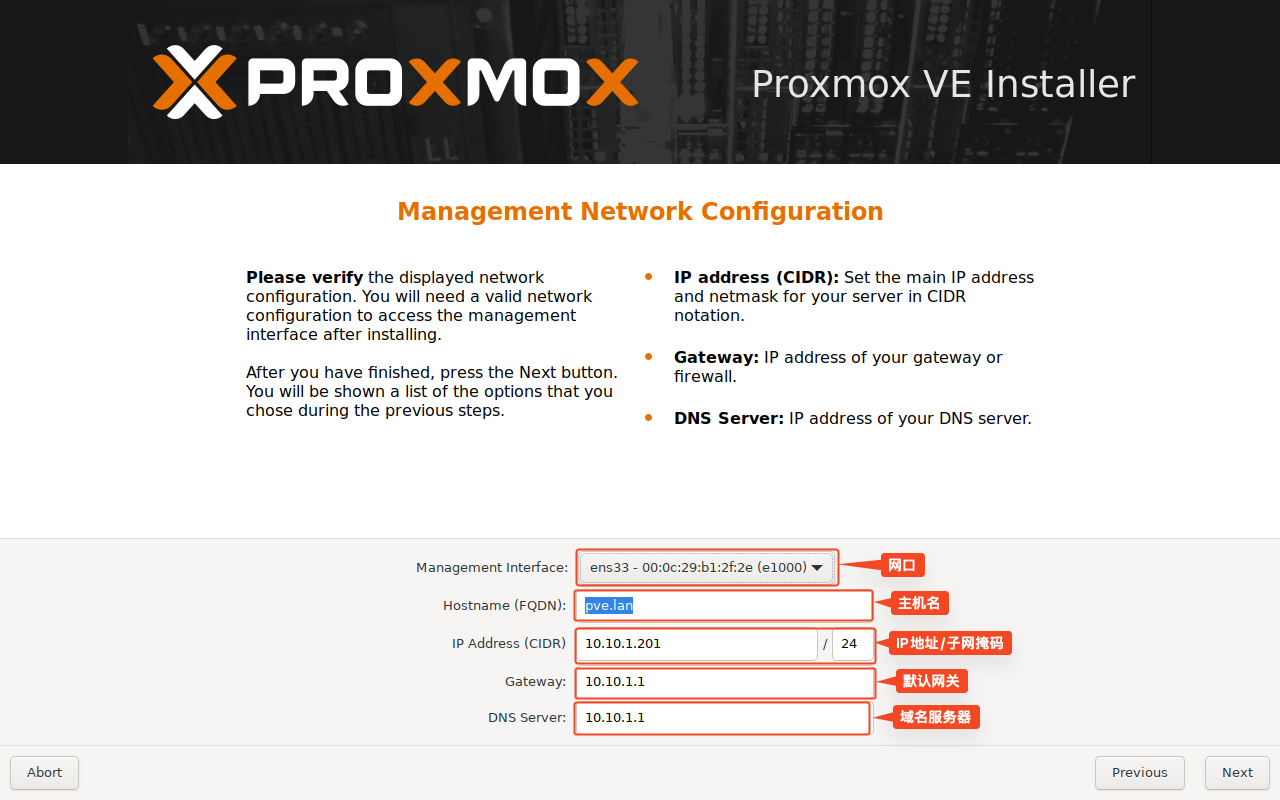 PROXMOX
Proxmox VE Installer
Management Network Configuration
Please verify the displayed network
configuration. You will need a valid network
configuration to access the management
interface after installing.
After you have finished, press the Next button.
You will be shown a list of the options that you
chose during the previous steps.
IP address (CIDR): Set the main IP address
and netmask for your server in CIDR
notation.
Gateway: IP address of your gateway or
firewall.
DNS Server: IP address of your DNS server.
Management Interface: ens33 - 00:0c:29:b1:2f:2e (e1000) 网口
Hostname (FQDN): pve.lan 主机名
IP Address (CIDR) 10.10.1.201 / 24 IP地址/子网掩码
Gateway: 10.10.1.1 默认网关
DNS Server: 10.10.1.1 域名服务器
Abort Previous Next